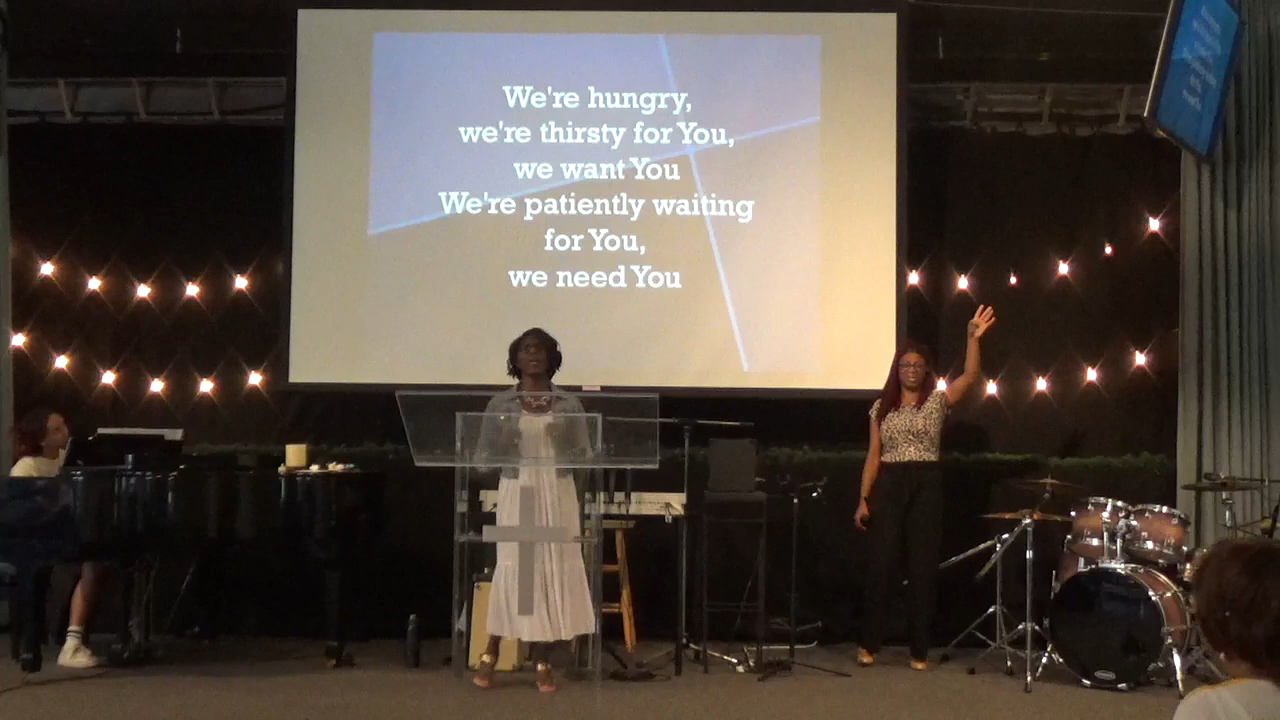 We're hungry,
we're thirsty for You,
we want You
We're patiently waiting
for You,
we need You